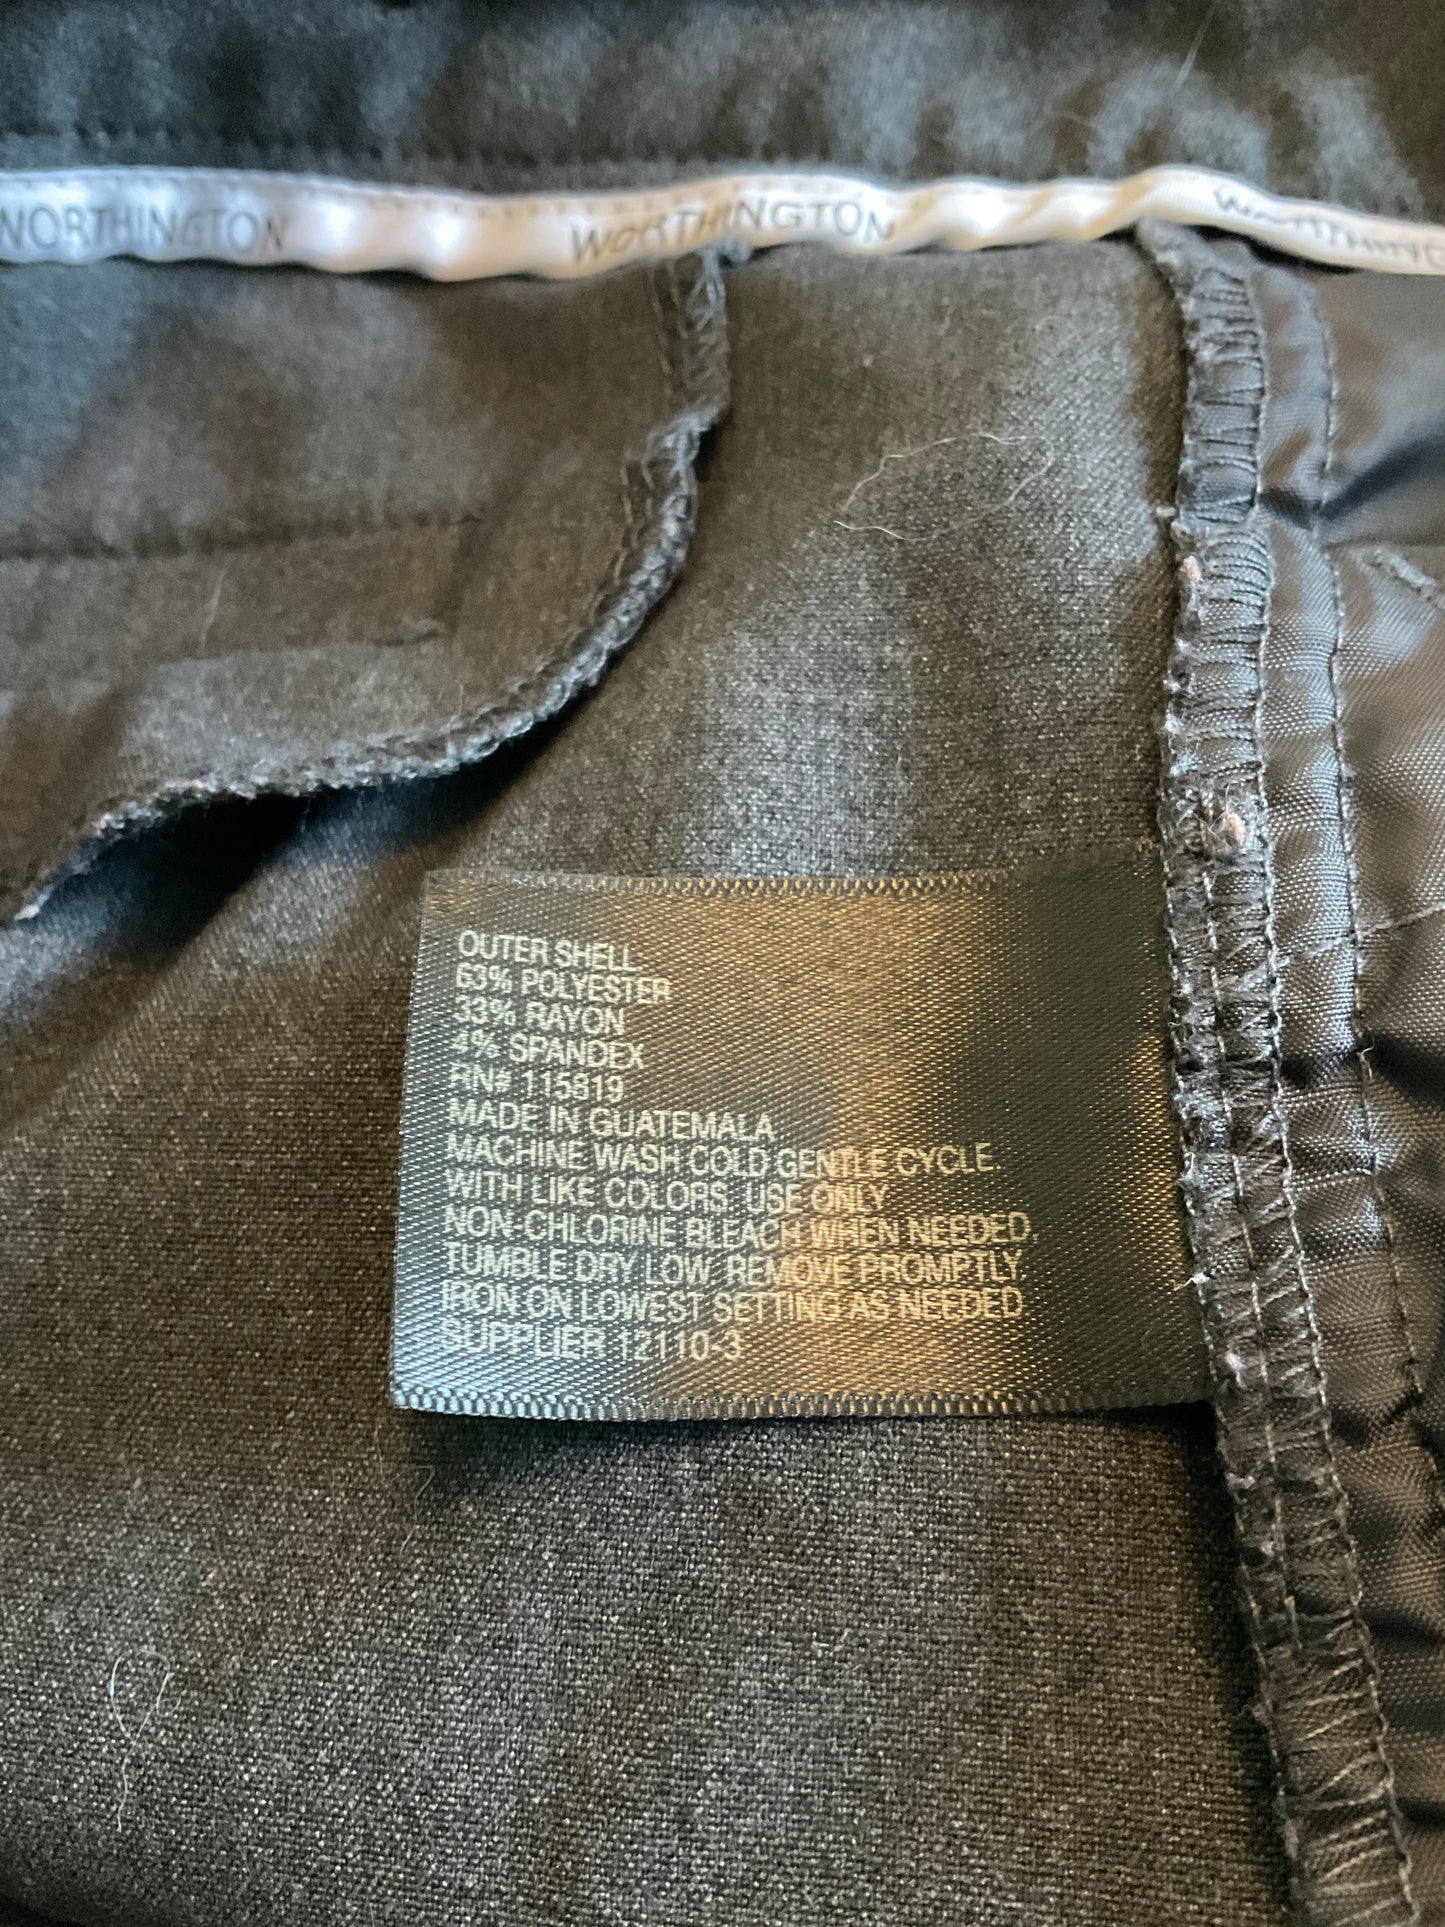 WORTHINGTON WORTHINGTON WORTHING
OUTER SHELL
63% POLYESTER
33% RAYON
4% SPANDEX
RN# 115819
MADE IN GUATEMALA
MACHINE WASH COLD GENTLE CYCLE.
WITH LIKE COLORS. USE ONLY
NON-CHLORINE BLEACH WHEN NEEDED.
TUMBLE DRY LOW. REMOVE PROMPTLY.
IRON ON LOWEST SETTING AS NEEDED.
SUPPLIER 12110-3